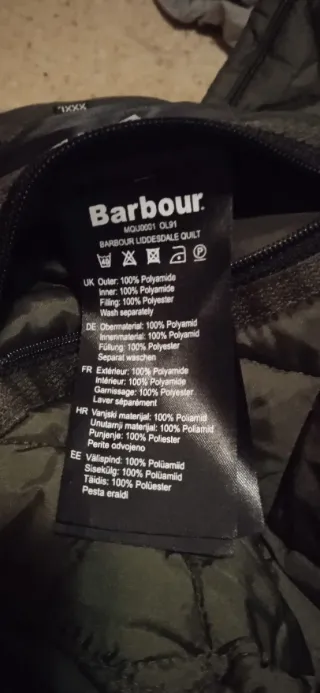 XXXL
Barbour
MQU0001 OL91
BARBOUR LIDDESDALE QUILT
40 P
UK Outer: 100% Polyamide
Inner: 100% Polyamide
Filling: 100% Polyester
Wash separately
DE Obermaterial: 100% Polyamid
Innenmaterial: 100% Polyamid
Füllung: 100% Polyester
Separat waschen
FR Extérieur: 100% Polyamide
Intérieur: 100% Polyamide
Garnissage: 100% Polyester
Laver séparément
HR Vanjski materijal: 100% Poliamid
Unutarnji materijal: 100% Poliamid
Punjenje: 100% Poliester
Perite odvojeno
EE Välispind: 100% Polüamiid
Sisekülg: 100% Polüamiid
Täidis: 100% Polüester
Pesta eraldi